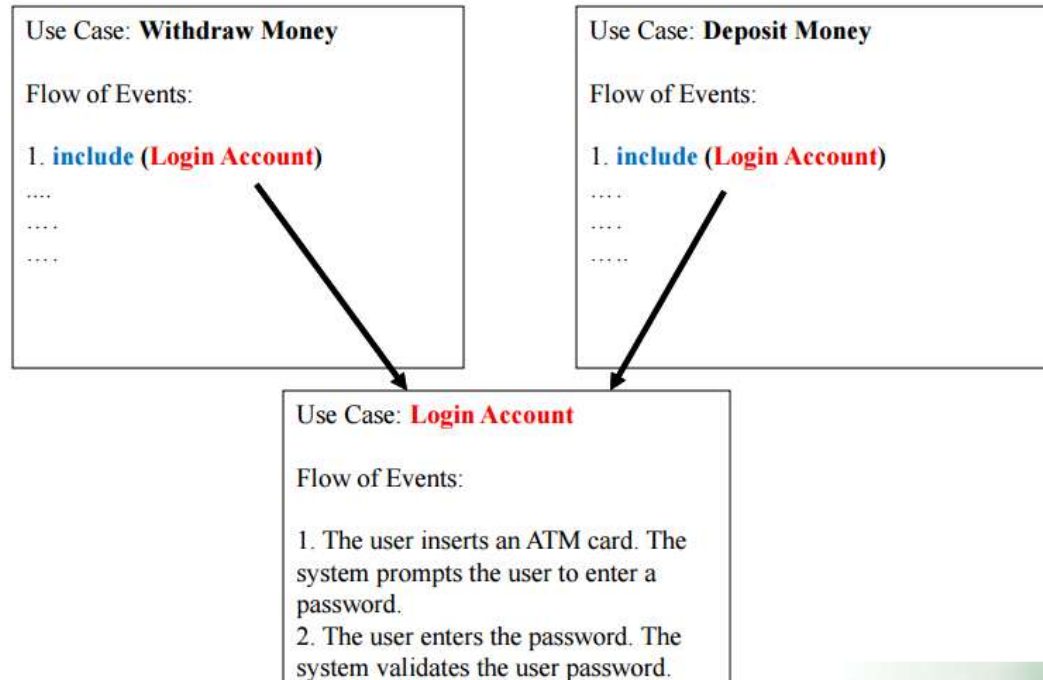 Use Case: Withdraw Money
Flow of Events:
1. include (Login Account)
....
....
....
Use Case: Deposit Money
Flow of Events:
1. include (Login Account)
....
....
.....
Use Case: Login Account
Flow of Events:
1. The user inserts an ATM card. The
system prompts the user to enter a
password.
2. The user enters the password. The
system validates the user password.